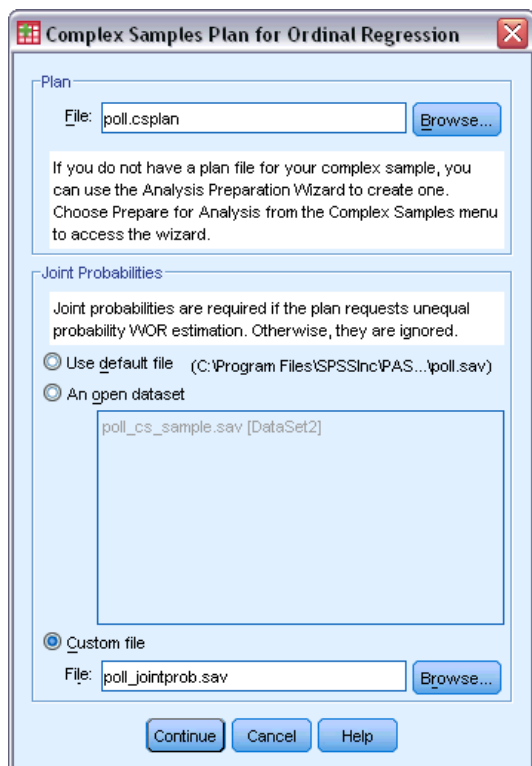 Complex Samples Plan for Ordinal Regression
Plan
File: poll.csplan Browse...
If you do not have a plan file for your complex sample, you
can use the Analysis Preparation Wizard to create one.
Choose Prepare for Analysis from the Complex Samples menu
to access the wizard.
Joint Probabilities
Joint probabilities are required if the plan requests unequal
probability WOR estimation. Otherwise, they are ignored.
Use default file (C:\Program Files\SPSSInc\PAS...\poll.sav)
An open dataset
poll_cs_sample.sav [DataSet2]
Custom file
File: poll_jointprob.sav Browse...
Continue Cancel Help